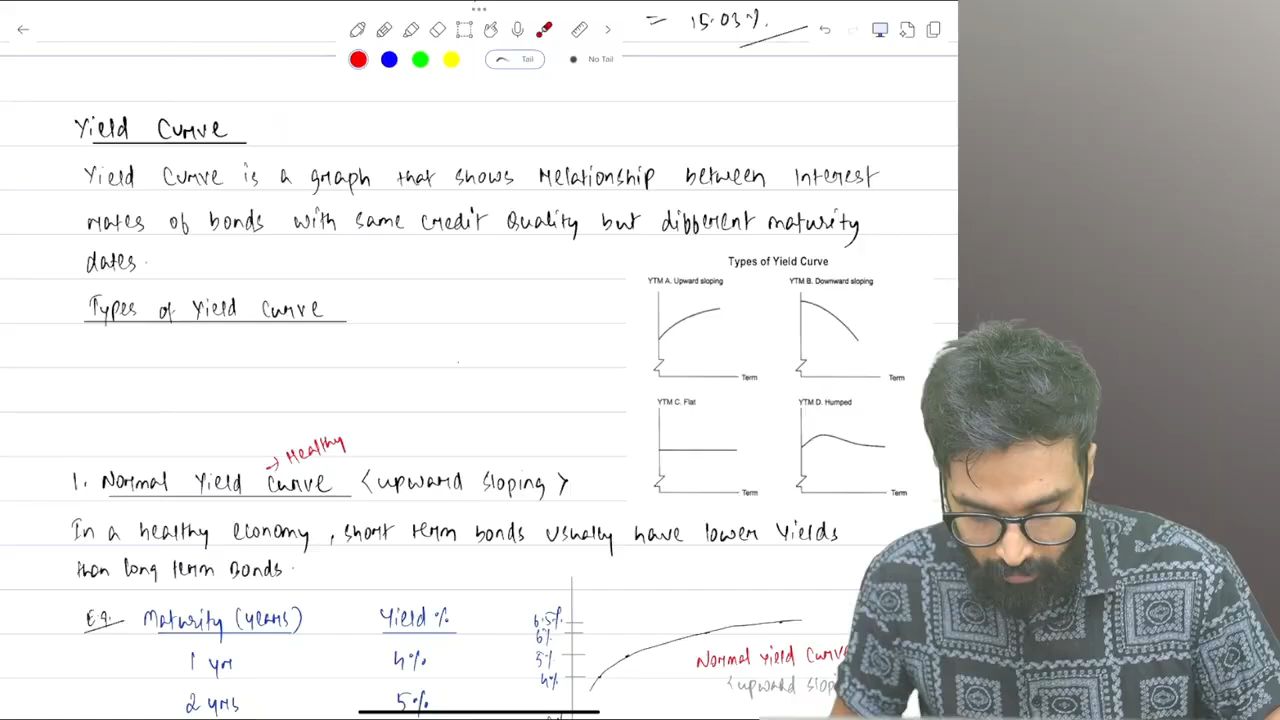 = 15.03%.
Tail
No Tail
Yield Curve
Yield Curve is a graph that shows Relationship between Interest
Rates of bonds with same credit Quality but different maturity
dates.
Types of Yield Curve
Types of Yield Curve
YTM A. Upward sloping
YTM B. Downward sloping
Term
Term
YTM C. Flat
YTM D. Humped
Term
Term
→ Healthy
1. Normal Yield Curve <upward sloping>
In a healthy economy, short term bonds usually have lower Yields
than long term Bonds.
E.g. Maturity (years) Yield %
1 yr 4%
2 yrs 5%
6.5%
6%
5%
4%
Normal Yield Curve